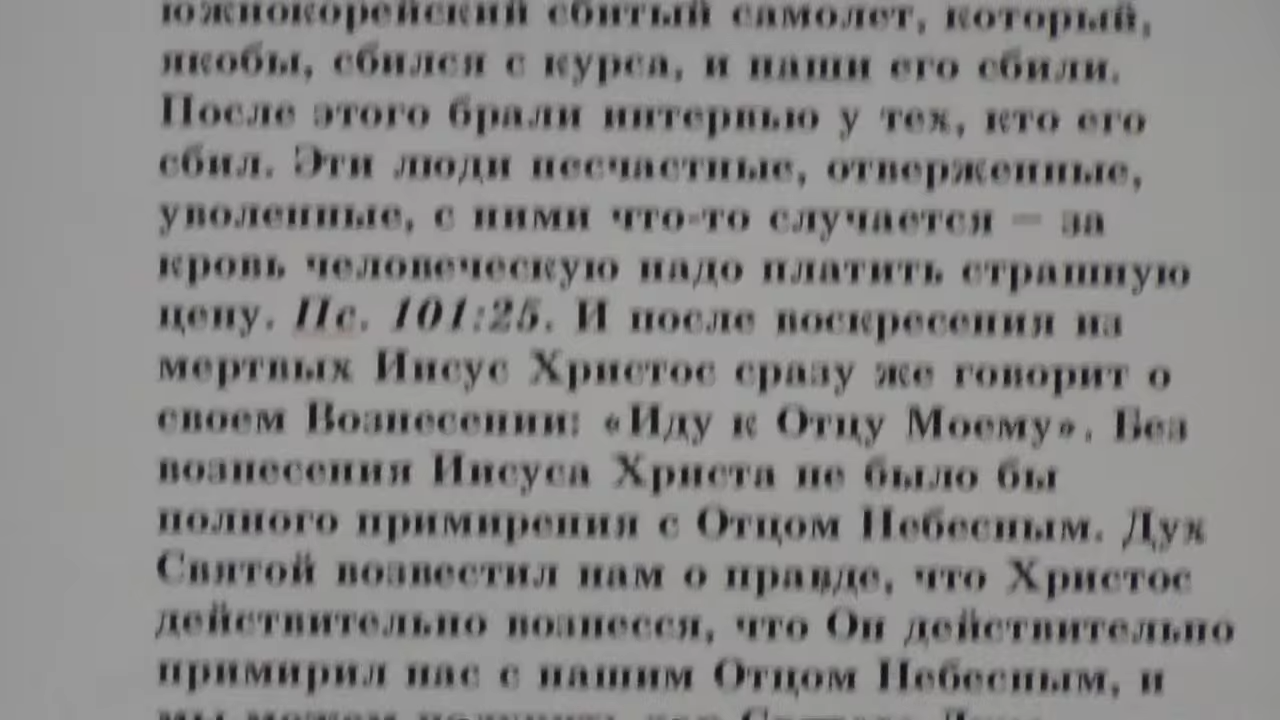 южнокорейский сбитый самолет, который,
якобы, сбился с курса, и наши его сбили.
После этого брали интервью у тех, кто его
сбил. Эти люди несчастные, отверженные,
уволенные, с ними что-то случается – за
кровь человеческую надо платить страшную
цену. Пс. 101:25. И после воскресения из
мертвых Иисус Христос сразу же говорит о
своем Вознесении: «Иду к Отцу Моему». Без
вознесения Иисуса Христа не было бы
полного примирения с Отцом Небесным. Дух
Святой возвестил нам о правде, что Христос
действительно вознесся, что Он действительно
примирил нас с нашим Отцом Небесным, и